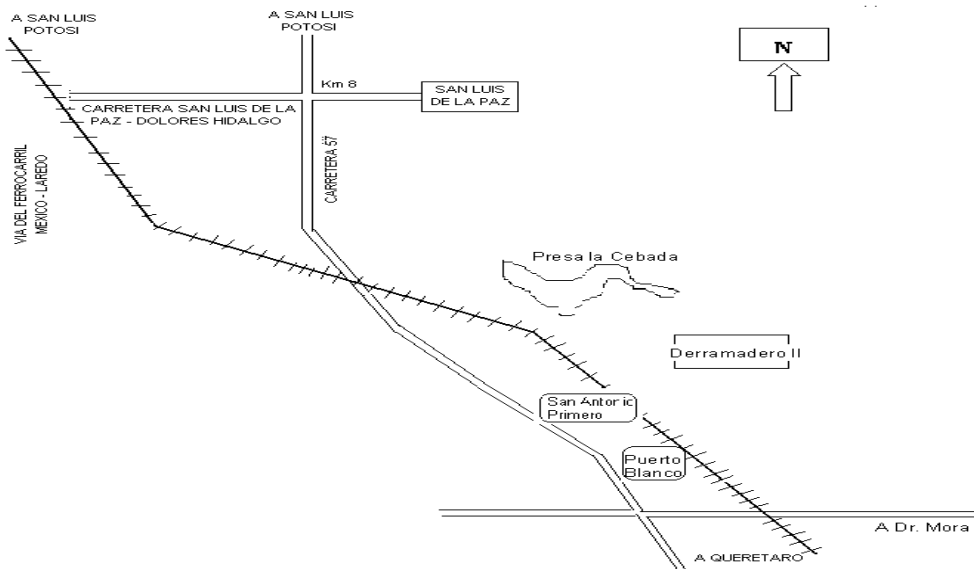 A SAN LUIS
POTOSI
A SAN LUIS
POTOSI
N
Km 8
SAN LUIS
DE LA PAZ
CARRETERA SAN LUIS DE LA
PAZ - DOLORES HIDALGO
CARRETERA 57
VIA DEL FERROCARRIL
MEXICO - LAREDO
Presa la Cebada
Derramadero II
San Antonio
Primero
Puerto
Blanco
A Dr. Mora
A QUERETARO